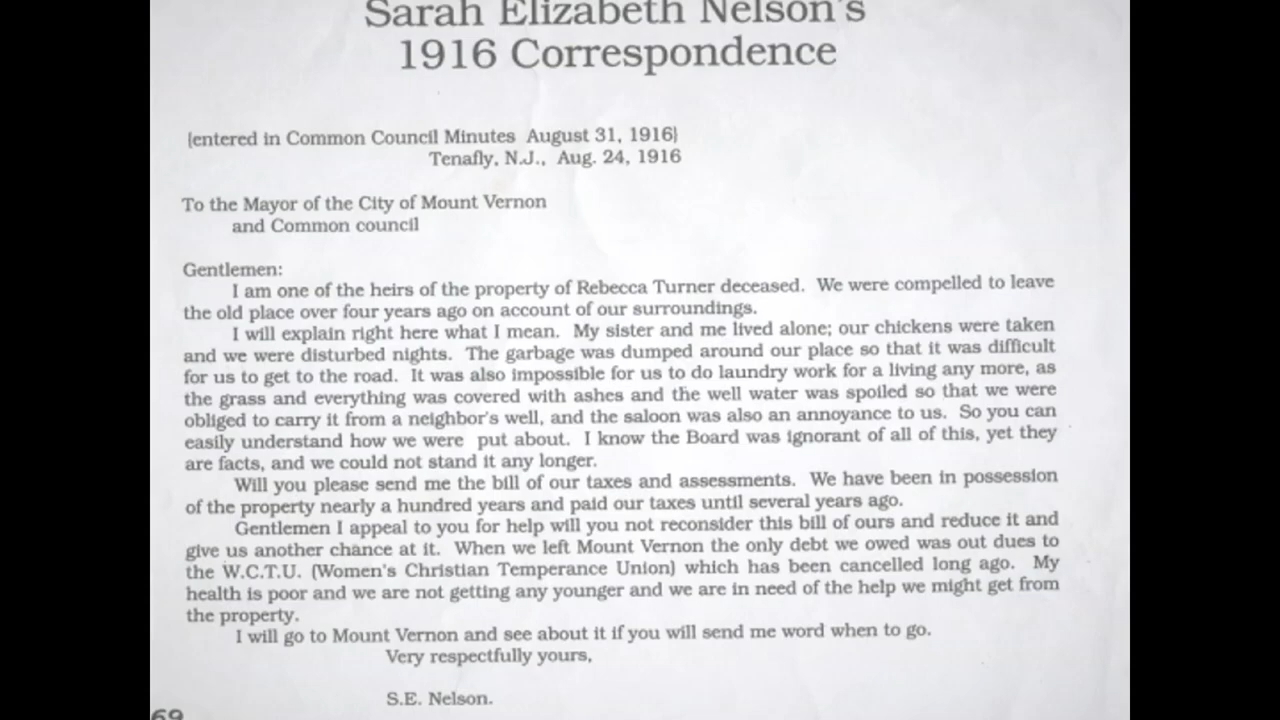 Sarah Elizabeth Nelson's
1916 Correspondence
{entered in Common Council Minutes August 31, 1916}
Tenafly, N.J., Aug. 24, 1916
To the Mayor of the City of Mount Vernon
and Common council
Gentlemen:
I am one of the heirs of the property of Rebecca Turner deceased. We were compelled to leave
the old place over four years ago on account of our surroundings.
I will explain right here what I mean. My sister and me lived alone; our chickens were taken
and we were disturbed nights. The garbage was dumped around our place so that it was difficult
for us to get to the road. It was also impossible for us to do laundry work for a living any more, as
the grass and everything was covered with ashes and the well water was spoiled so that we were
obliged to carry it from a neighbor's well, and the saloon was also an annoyance to us. So you can
easily understand how we were put about. I know the Board was ignorant of all of this, yet they
are facts, and we could not stand it any longer.
Will you please send me the bill of our taxes and assessments. We have been in possession
of the property nearly a hundred years and paid our taxes until several years ago.
Gentlemen I appeal to you for help will you not reconsider this bill of ours and reduce it and
give us another chance at it. When we left Mount Vernon the only debt we owed was out dues to
the W.C.T.U. (Women's Christian Temperance Union) which has been cancelled long ago. My
health is poor and we are not getting any younger and we are in need of the help we might get from
the property.
I will go to Mount Vernon and see about it if you will send me word when to go.
Very respectfully yours,
S.E. Nelson.
69